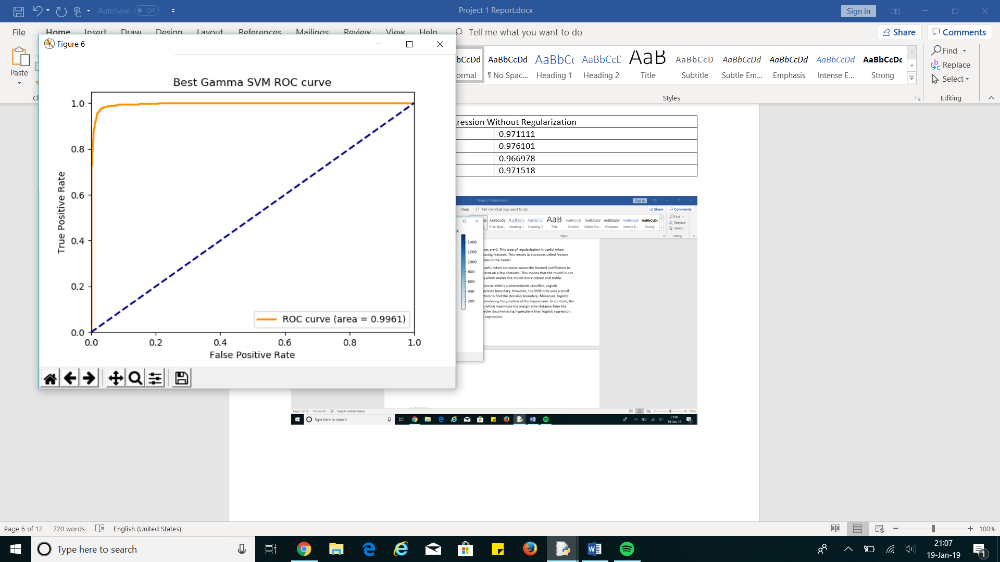 AutoSave Off
Project 1 Report.docx
Sign in
File Home Insert Draw Design Layout References Mailings Review View Help Tell me what you want to do
Share Comments
Figure 6
Paste
bCcDd AaBbCcDd AaBbC( AaBbCcE AaB AaBbCcD AaBbCcDd AaBbCcDd AaBbCcDd AaBbCcDc
ormal ¶ No Spac... Heading 1 Heading 2 Title Subtitle Subtle Em... Emphasis Intense E... Strong
Find
Replace
Select
Cl
Styles
Editing
Best Gamma SVM ROC curve
1.0
0.8
0.6
0.4
0.2
0.0
True Positive Rate
0.0 0.2 0.4 0.6 0.8 1.0
False Positive Rate
ROC curve (area = 0.9961)
ression Without Regularization
0.971111
0.976101
0.966978
0.971518
Project 1 Report.docx
Sign in
Help Tell me what you want to do
Share Comments
AaBbCcDd AaBbC( AaBbCcE AaB AaBbCcD AaBbCcDd AaBbCcDd AaBbCcDd AaBbCcDc
¶ No Spac... Heading 1 Heading 2 Title Subtitle Subtle Em... Emphasis Intense E... Strong
Find
Replace
Select
Styles
Editing
x
1400
1200
1000
800
600
400
200
nts are 0. This type of regularization is useful when
oving features. This results in a process called feature
ures in the model
useful when someone wants the learned coefficients to
dent on a few features. This means that the model is not
s which makes the model more robust and stable.
hereas SVM is a deterministic classifier. Logistic
ecision boundary. However, the SVM only uses a small
ctors to find the decision boundary. Moreover, logistic
onsidering the position of the hyperplane. In contrast, the
e which maximizes the margin (the distance from the
etter discriminating hyperplane than logistic regression.
c regression.
Page 7 of 12 720 words English (United States)
100%
Type here to search
21:06
19-Jan-19
Page 6 of 12 720 words English (United States)
100%
Type here to search
21:07
19-Jan-19
1